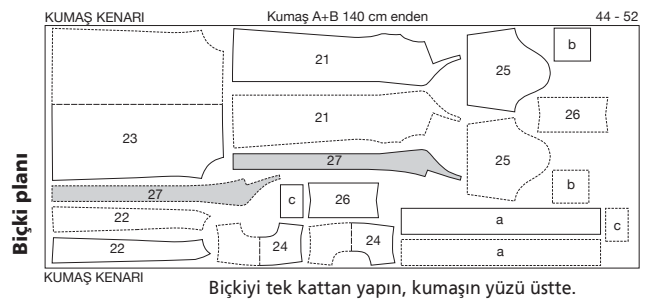 KUMAŞ KENARI Kumaş A+B 140 cm enden 44 - 52
21
b
25
23
21
26
27
25
27
b
c
26
22
a
c
24
24
22
a
Biçki planı
KUMAŞ KENARI
Biçkiyi tek kattan yapın, kumaşın yüzü üstte.